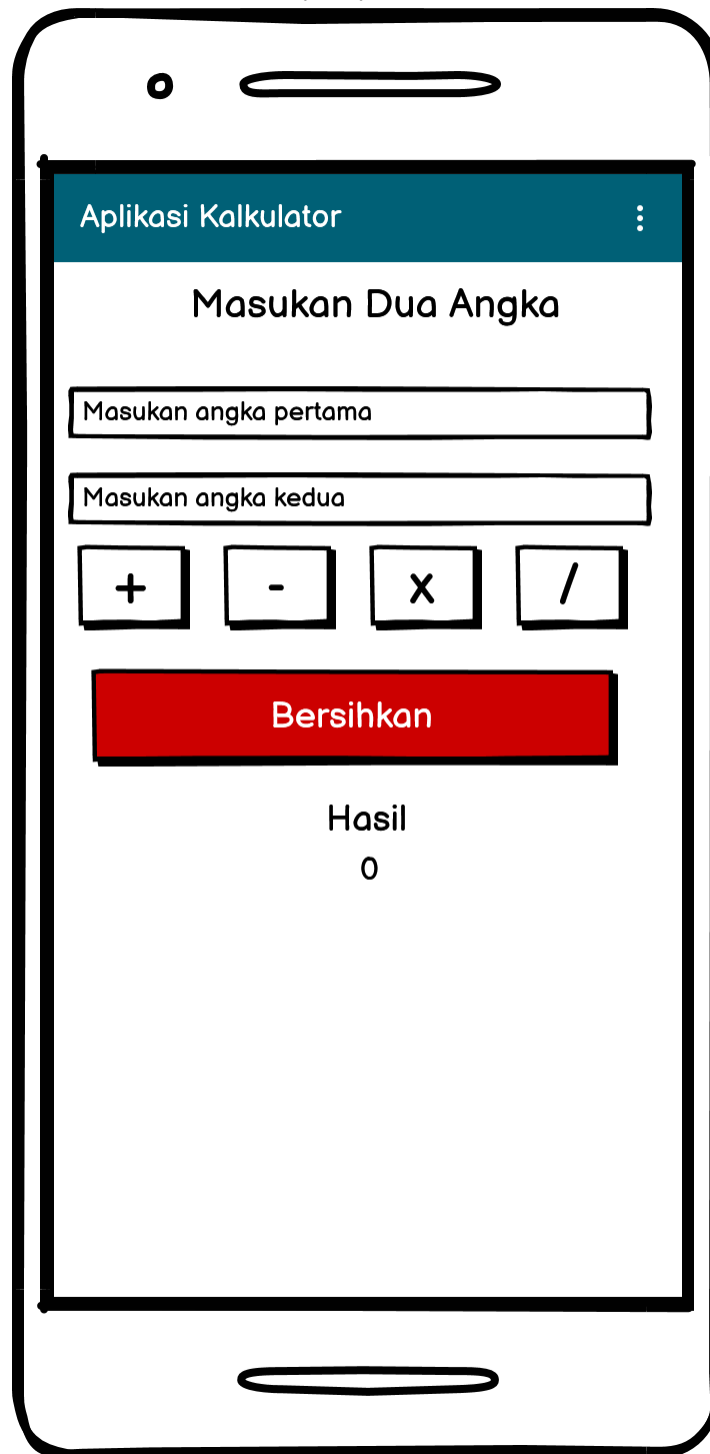 Aplikasi Kalkulator
Masukan Dua Angka
Masukan angka pertama
Masukan angka kedua
+ - x /
Bersihkan
Hasil
0